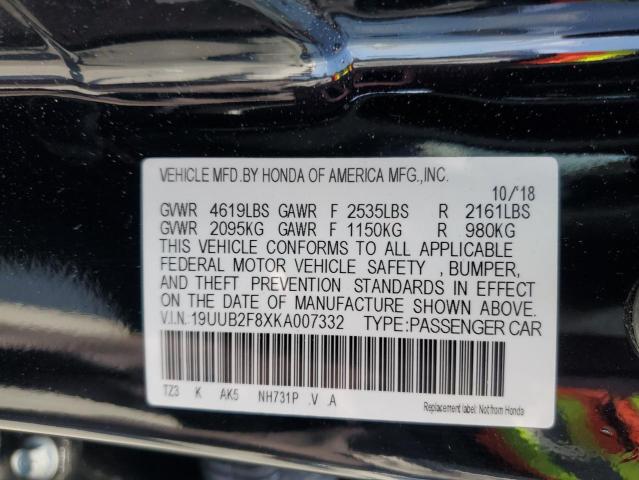 VEHICLE MFD.BY HONDA OF AMERICA MFG.,INC.
10/'18
GVWR 4619LBS GAWR F 2535LBS R 2161LBS
GVWR 2095KG GAWR F 1150KG R 980KG
THIS VEHICLE CONFORMS TO ALL APPLICABLE
FEDERAL MOTOR VEHICLE SAFETY , BUMPER,
AND THEFT PREVENTION STANDARDS IN EFFECT
ON THE DATE OF MANUFACTURE SHOWN ABOVE.
V.I.N.:19UUB2F8XKA007332 TYPE:PASSENGER CAR
TZ3 K AK5 NH731P .V .A
Replacement label: Not from Honda